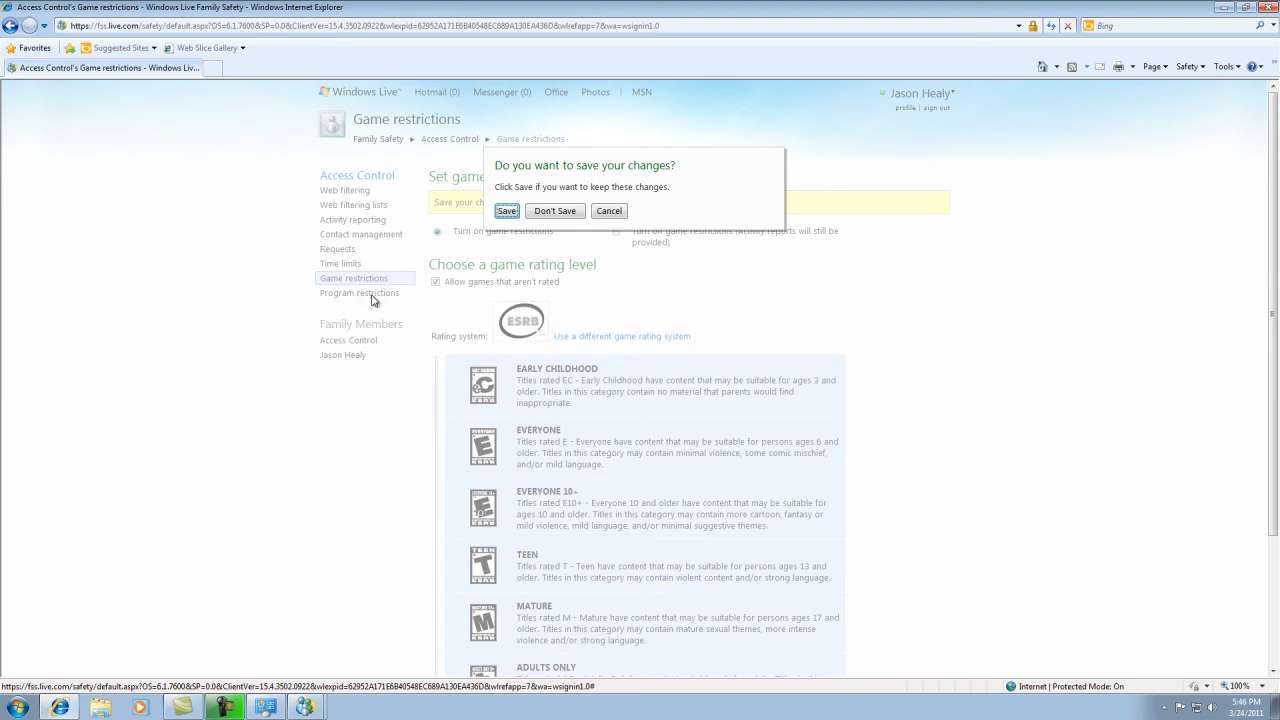 Access Control's Game restrictions - Windows Live Family Safety - Windows Internet Explorer
https://fss.live.com/safety/default.aspx?OS=6.1.7600&SP=0.0&ClientVer=15.4.3502.0922&wlexpid=62952A171E6B40548EC689A130EA436D&wlrefapp=7&wa=wsignin1.0
Bing
Favorites
Suggested Sites
Web Slice Gallery
Access Control's Game restrictions - Windows Liv...
Page
Safety
Tools
Windows Live™ Hotmail (0) Messenger (0) Office Photos | MSN
Jason Healy
profile | sign out
Game restrictions
Family Safety ► Access Control ► Game restrictions
Do you want to save your changes?
Click Save if you want to keep these changes.
Save
Don't Save
Cancel
Access Control
Web filtering
Web filtering lists
Activity reporting
Contact management
Requests
Time limits
Game restrictions
Program restrictions
Family Members
Access Control
Jason Healy
Set game
Save your ch
Turn on game restrictions
Turn off game restrictions (Activity reports will still be
provided)
Choose a game rating level
Allow games that aren't rated
Rating system:
ESRB
Use a different game rating system
EARLY CHILDHOOD
Titles rated EC - Early Childhood have content that may be suitable for ages 3 and
older. Titles in this category contain no material that parents would find
inappropriate.
E
EVERYONE
Titles rated E - Everyone have content that may be suitable for persons ages 6 and
older. Titles in this category may contain minimal violence, some comic mischief,
and/or mild language.
EVERYONE 10+
Titles rated E10+ - Everyone 10 and older have content that may be suitable for
ages 10 and older. Titles in this category may contain more cartoon, fantasy or
mild violence, mild language, and/or minimal suggestive themes.
T
TEEN
Titles rated T - Teen have content that may be suitable for persons ages 13 and
older. Titles in this category may contain violent content and/or strong language.
M
MATURE
Titles rated M - Mature have content that may be suitable for persons ages 17 and
older. Titles in this category may contain mature sexual themes, more intense
violence and/or strong language.
ADULTS ONLY
https://fss.live.com/safety/default.aspx?OS=6.1.7600&SP=0.0&ClientVer=15.4.3502.0922&wlexpid=62952A171E6B40548EC689A130EA436D&wlrefapp=7&wa=wsignin1.0#
Internet | Protected Mode: On
100%
5:46 PM
3/24/2011